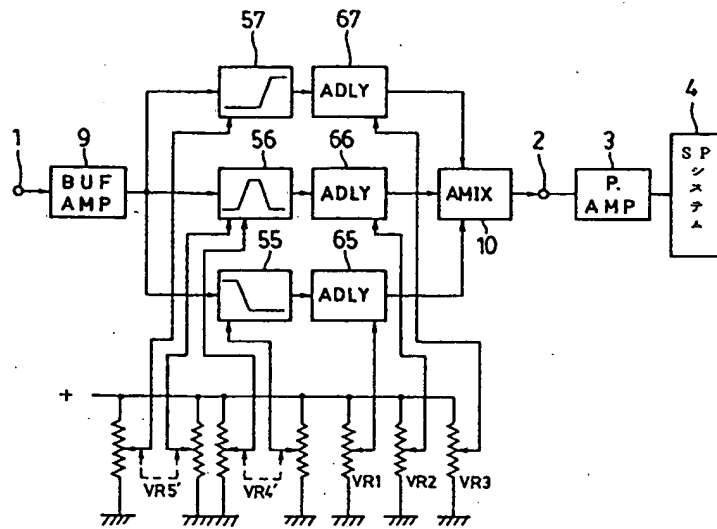 57
67
4
ADLY
SP
システム
1
9
56
66
2
3
BUF
AMP
ADLY
AMIX
P.
AMP
10
55
65
ADLY
+
VR5'
VR4'
VR1
VR2
VR3